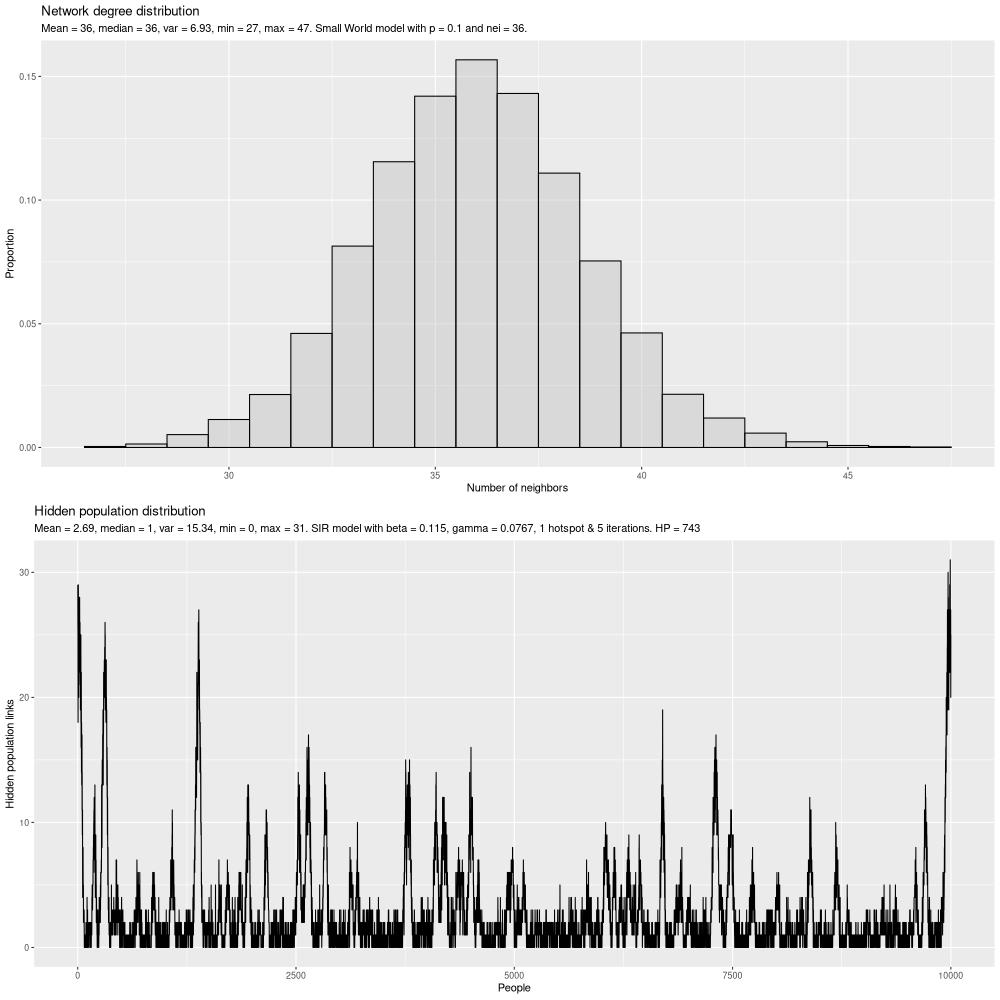 Network degree distribution
Mean = 36, median = 36, var = 6.93, min = 27, max = 47. Small World model with p = 0.1 and nei = 36.
0.15
0.10
0.05
0.00
Proportion
30 35 40 45
Number of neighbors
Hidden population distribution
Mean = 2.69, median = 1, var = 15.34, min = 0, max = 31. SIR model with beta = 0.115, gamma = 0.0767, 1 hotspot & 5 iterations. HP = 743
30
20
10
0
Hidden population links
0 2500 5000 7500 10000
People